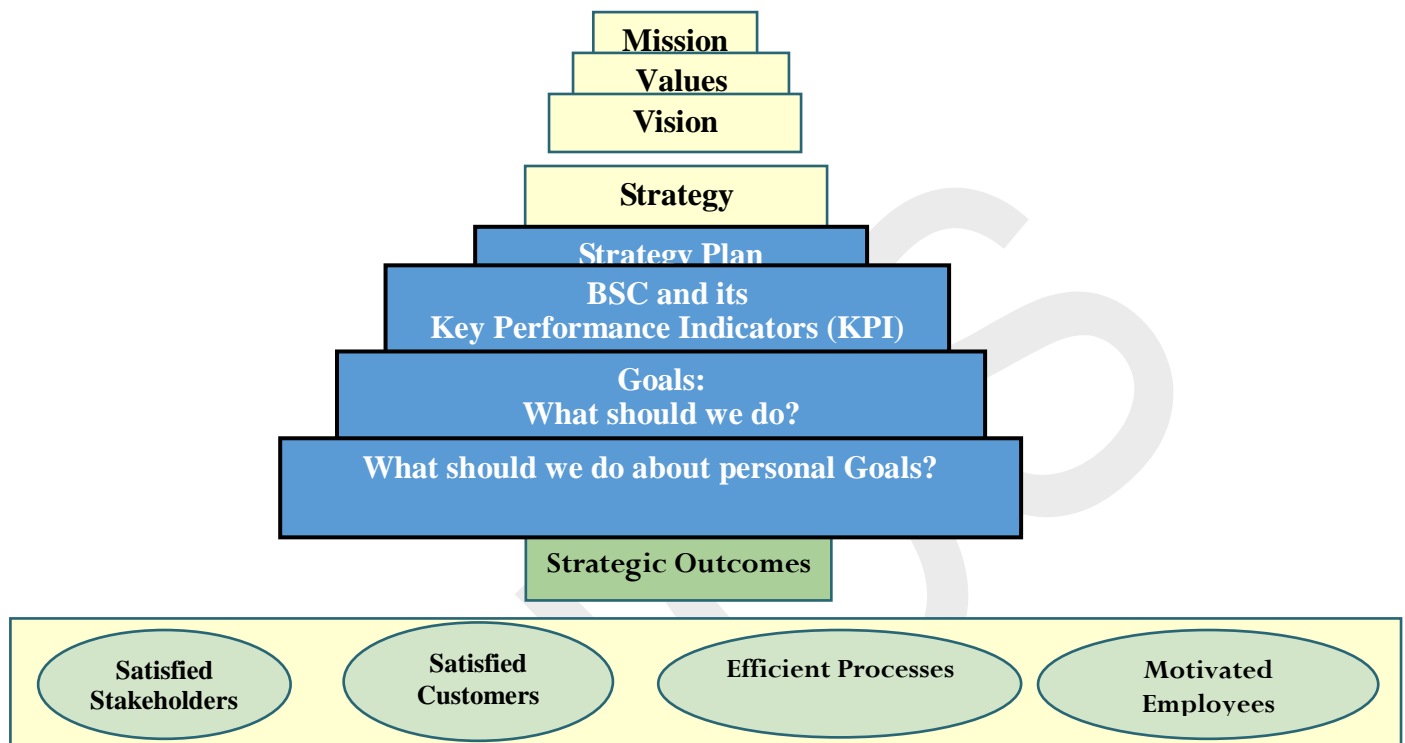 Mission
Values
Vision
Strategy
Strategy Plan
BSC and its
Key Performance Indicators (KPI)
Goals:
What should we do?
What should we do about personal Goals?
Strategic Outcomes
Satisfied
Stakeholders
Satisfied
Customers
Efficient Processes
Motivated
Employees